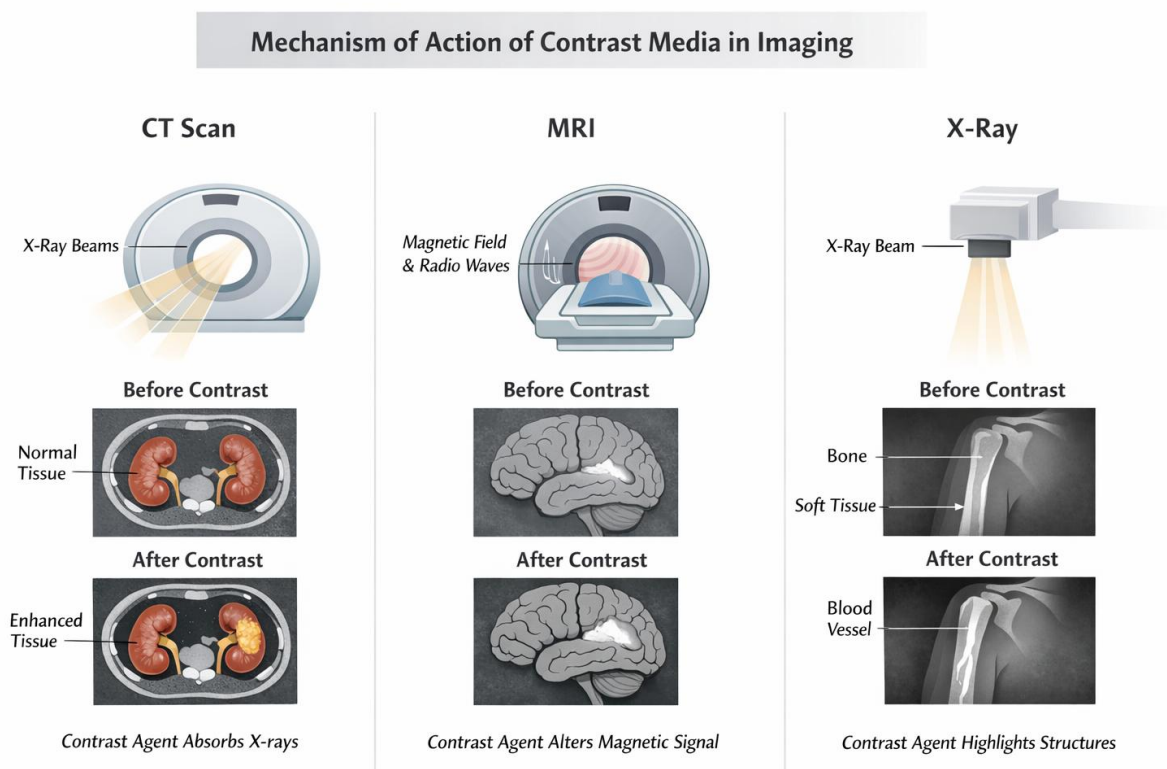 Mechanism of Action of Contrast Media in Imaging
CT Scan
X-Ray Beams
Before Contrast
Normal
Tissue
After Contrast
Enhanced
Tissue
Contrast Agent Absorbs X-rays
MRI
Magnetic Field
& Radio Waves
Before Contrast
After Contrast
Contrast Agent Alters Magnetic Signal
X-Ray
X-Ray Beam
Before Contrast
Bone
Soft Tissue
After Contrast
Blood
Vessel
Contrast Agent Highlights Structures